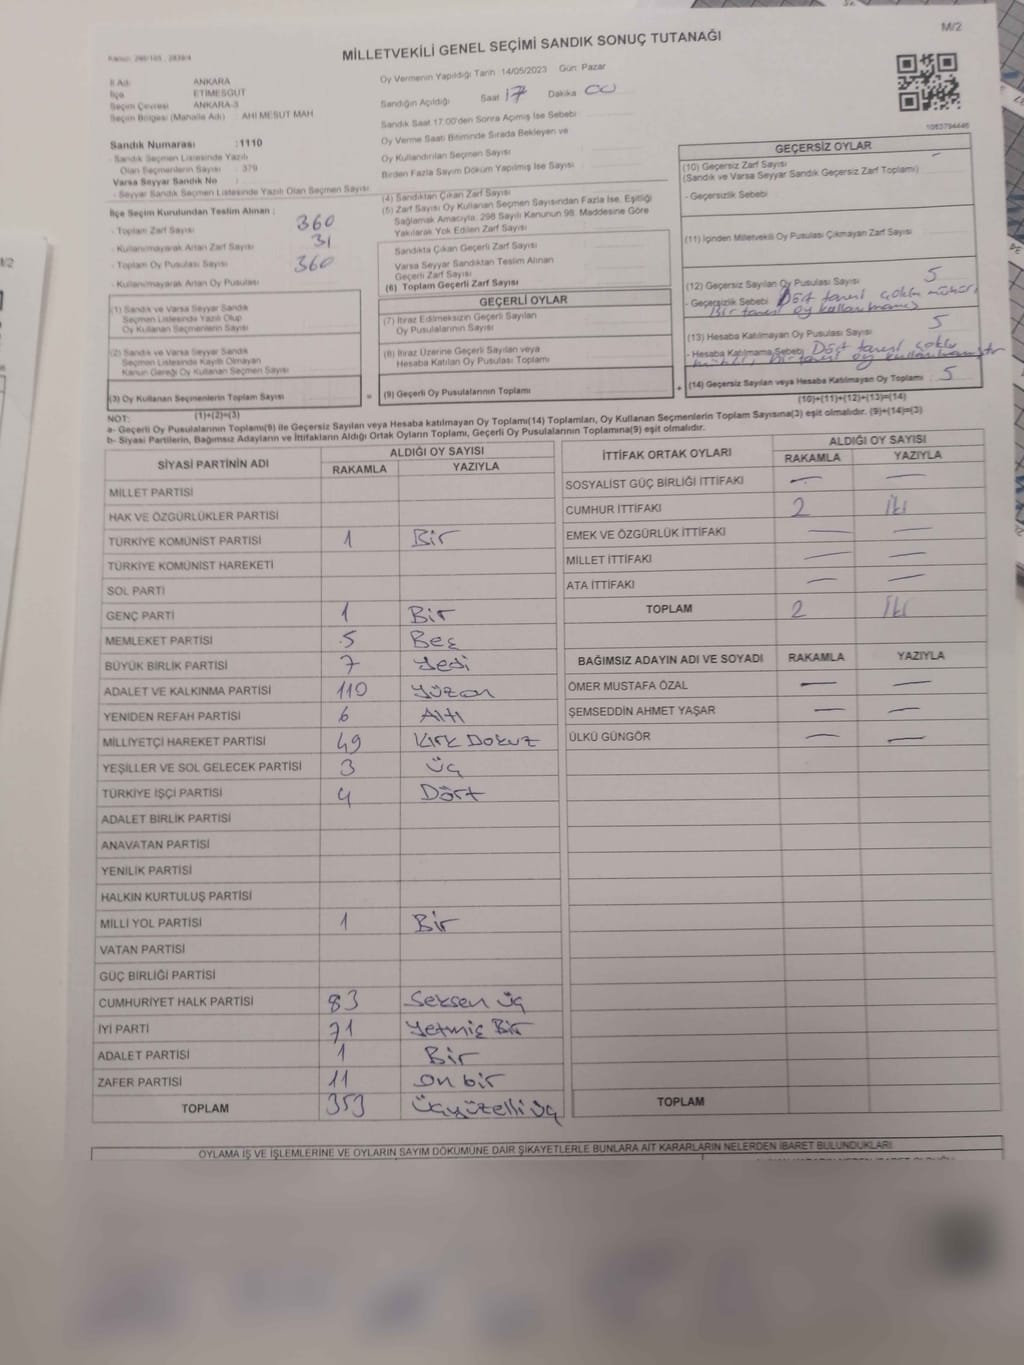 M/2
MİLLETVEKİLİ GENEL SEÇİMİ SANDIK SONUÇ TUTANAĞI
İl Adı ANKARA
İlçe ETİMESGUT
Seçim Çevresi ANKARA-3
Seçim Bölgesi (Mahalle Adı) : AHİ MESUT MAH
Sandık Numarası :1110
- Sandık Seçmen Listesinde Yazılı
Olan Seçmenlerin Sayısı : 379
Varsa Seyyar Sandık No
- Seyyar Sandık Seçmen Listesinde Yazılı Olan Seçmen Sayısı
İlçe Seçim Kurulundan Teslim Alınan ;
- Toplam Zarf Sayısı 360
- Kullanılmayarak Artan Zarf Sayısı 31
- Toplam Oy Pusulası Sayısı 360
- Kullanılmayarak Artan Oy Pusulası
(1) Sandık ve Varsa Seyyar Sandık
Seçmen Listesinde Yazılı Olup
Oy Kullanan Seçmenlerin Sayısı
(2) Sandık ve Varsa Seyyar Sandık
Seçmen Listesinde Kayıtlı Olmayan
Kanun Gereği Oy Kullanan Seçmen Sayısı
(3) Oy Kullanan Seçmenlerin Toplam Sayısı
(1)+(2)=(3)
Oy Vermenin Yapıldığı Tarih 14/05/2023 Gün: Pazar
Sandığın Açıldığı Saat 17 Dakika 00
Sandık Saat 17.00'den Sonra Açılmış İse Sebebi
Oy Verme Saati Bitiminde Sırada Bekleyen ve
Oy Kullandırılan Seçmen Sayısı
Birden Fazla Sayım Döküm Yapılmış İse Sayısı
(4) Sandıktan Çıkan Zarf Sayısı
(5) Zarf Sayısı Oy Kullanan Seçmen Sayısından Fazla İse, Eşitliği
Sağlamak Amacıyla; 298 Sayılı Kanunun 98. Maddesine Göre
Yakılarak Yok Edilen Zarf Sayısı
Sandıkta Çıkan Geçerli Zarf Sayısı
Varsa Seyyar Sandıktan Teslim Alınan
Geçerli Zarf Sayısı
(6) Toplam Geçerli Zarf Sayısı
GEÇERLİ OYLAR
(7) İtiraz Edilmeksizin Geçerli Sayılan
Oy Pusulalarının Sayısı
(8) İtiraz Üzerine Geçerli Sayılan veya
Hesaba Katılan Oy Pusulası Toplamı
= (9) Geçerli Oy Pusulalarının Toplamı +
1083794446
GEÇERSİZ OYLAR
(10) Geçersiz Zarf Sayısı -
(Sandık ve Varsa Seyyar Sandık Geçersiz Zarf Toplamı)
- Geçersizlik Sebebi
(11) İçinden Milletvekili Oy Pusulası Çıkmayan Zarf Sayısı
(12) Geçersiz Sayılan Oy Pusulası Sayısı 5
- Geçersizlik Sebebi Dört tanesi çoklu mühür,
Bir tanesi oy kullanılmamış
(13) Hesaba Katılmayan Oy Pusulası Sayısı 5
- Hesaba Katılmama Sebebi Dört tanesi çoklu
mühür, bir tanesi oy kullanılmamıştır
(14) Geçersiz Sayılan veya Hesaba Katılmayan Oy Toplamı 5
(10)+(11)+(12)+(13)=(14)
NOT:
a- Geçerli Oy Pusulalarının Toplamı(9) ile Geçersiz Sayılan veya Hesaba katılmayan Oy Toplamı(14) Toplamları, Oy Kullanan Seçmenlerin Toplam Sayısına(3) eşit olmalıdır. (9)+(14)=(3)
b- Siyasi Partilerin, Bağımsız Adayların ve İttifakların Aldığı Ortak Oyların Toplamı, Geçerli Oy Pusulalarının Toplamına(9) eşit olmalıdır.
SİYASİ PARTİNİN ADI ALDIĞI OY SAYISI
RAKAMLA YAZIYLA
MİLLET PARTİSİ
HAK VE ÖZGÜRLÜKLER PARTİSİ
TÜRKİYE KOMÜNİST PARTİSİ 1 Bir
TÜRKİYE KOMÜNİST HAREKETİ
SOL PARTİ
GENÇ PARTİ 1 Bir
MEMLEKET PARTİSİ 5 Beş
BÜYÜK BİRLİK PARTİSİ 7 Yedi
ADALET VE KALKINMA PARTİSİ 110 Yüzon
YENİDEN REFAH PARTİSİ 6 Altı
MİLLİYETÇİ HAREKET PARTİSİ 49 Kırk Dokuz
YEŞİLLER VE SOL GELECEK PARTİSİ 3 Üç
TÜRKİYE İŞÇİ PARTİSİ 4 Dört
ADALET BİRLİK PARTİSİ
ANAVATAN PARTİSİ
YENİLİK PARTİSİ
HALKIN KURTULUŞ PARTİSİ
MİLLİ YOL PARTİSİ 1 Bir
VATAN PARTİSİ
GÜÇ BİRLİĞİ PARTİSİ
CUMHURİYET HALK PARTİSİ 83 Seksen üç
İYİ PARTİ 71 Yetmiş Bir
ADALET PARTİSİ 1 Bir
ZAFER PARTİSİ 11 On bir
TOPLAM 353 Üçyüzelli üç
İTTİFAK ORTAK OYLARI ALDIĞI OY SAYISI
RAKAMLA YAZIYLA
SOSYALİST GÜÇ BİRLİĞİ İTTİFAKI — —
CUMHUR İTTİFAKI 2 İki
EMEK VE ÖZGÜRLÜK İTTİFAKI — —
MİLLET İTTİFAKI — —
ATA İTTİFAKI — —
TOPLAM 2 İki
BAĞIMSIZ ADAYIN ADI VE SOYADI RAKAMLA YAZIYLA
ÖMER MUSTAFA ÖZAL — —
ŞEMSEDDİN AHMET YAŞAR — —
ÜLKÜ GÜNGÖR — —
TOPLAM
OYLAMA İŞ VE İŞLEMLERİNE VE OYLARIN SAYIM DÖKÜMÜNE DAİR ŞİKAYETLERLE BUNLARA AİT KARARLARIN NELERDEN İBARET BULUNDUKLARI